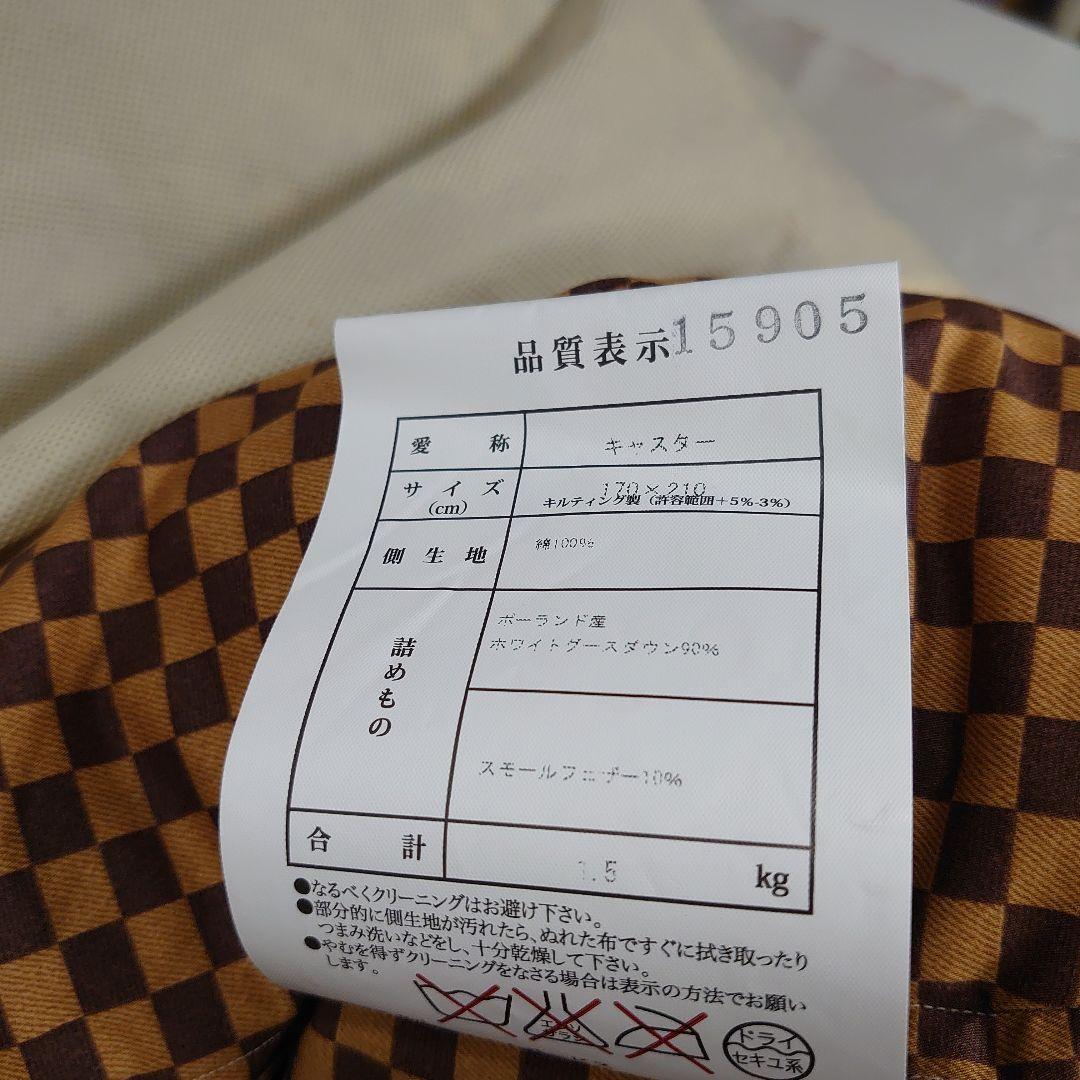 品質表示15905
愛称 キャスター
サイズ(cm) 170×210
キルティング製(許容範囲+5%-3%)
側生地 綿100%
詰めもの
ポーランド産
ホワイトグースダウン90%
スモールフェザー10%
合計 1.5 kg
●なるべくクリーニングはお避け下さい。
●部分的に側生地が汚れたら、ぬれた布ですぐに拭き取ったり
つまみ洗いなどをし、十分乾燥して下さい。
●やむを得ずクリーニングをなさる場合は表示の方法でお願い
します。
エンソ
サラシ
ドライ
セキユ系